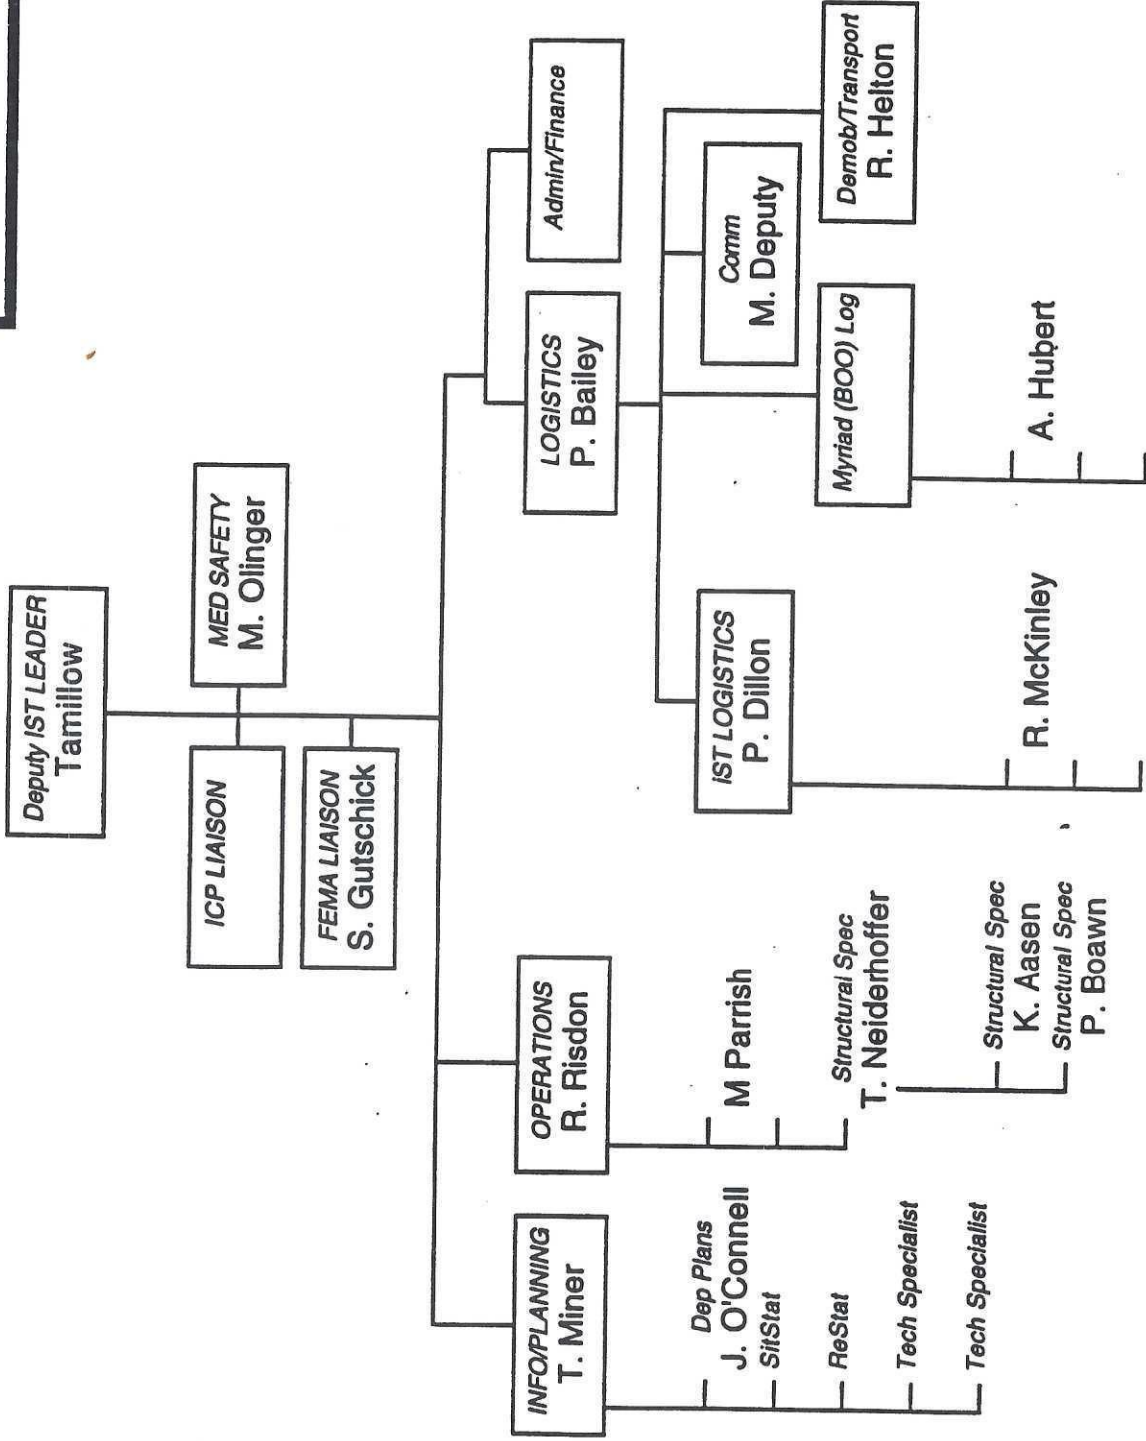 Deputy IST LEADER
Tamillow
ICP LIAISON
MED SAFETY
M. Olinger
FEMA LIAISON
S. Gutschick
INFO/PLANNING
T. Miner
Dep Plans
J. O'Connell
SitStat
ReStat
Tech Specialist
Tech Specialist
OPERATIONS
R. Risdon
M Parrish
Structural Spec
T. Neiderhoffer
Structural Spec
K. Aasen
Structural Spec
P. Boawn
LOGISTICS
P. Bailey
Admin/Finance
IST LOGISTICS
P. Dillon
R. McKinley
Myriad (BOO) Log
A. Hubert
Comm
M. Deputy
Demob/Transport
R. Helton